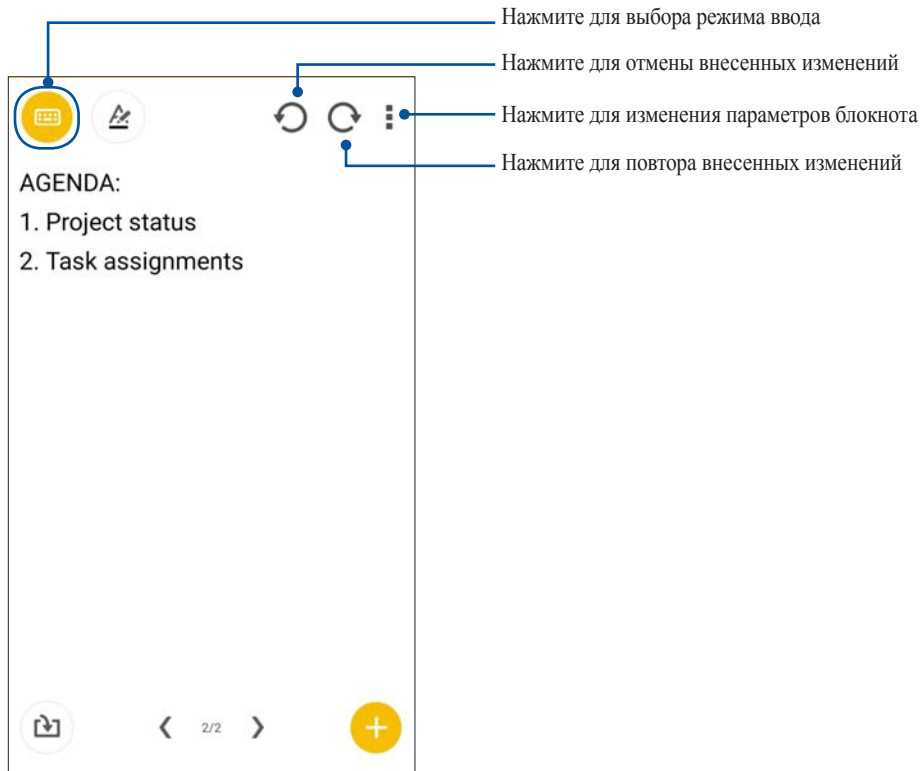 Нажмите для выбора режима ввода
Нажмите для отмены внесенных изменений
Нажмите для изменения параметров блокнота
Нажмите для повтора внесенных изменений
AGENDA:
1. Project status
2. Task assignments
2/2